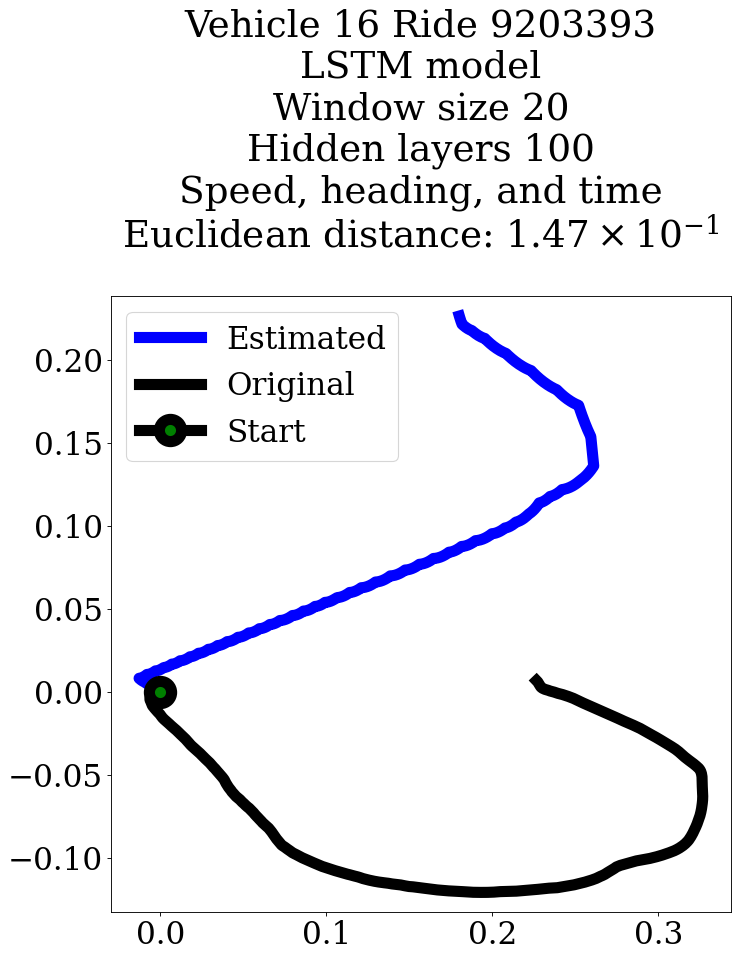 Vehicle 16 Ride 9203393
LSTM model
Window size 20
Hidden layers 100
Speed, heading, and time
Euclidean distance: 1.47 × 10⁻¹
Estimated
Original
Start
0.20
0.15
0.10
0.05
0.00
−0.05
−0.10
0.0 0.1 0.2 0.3